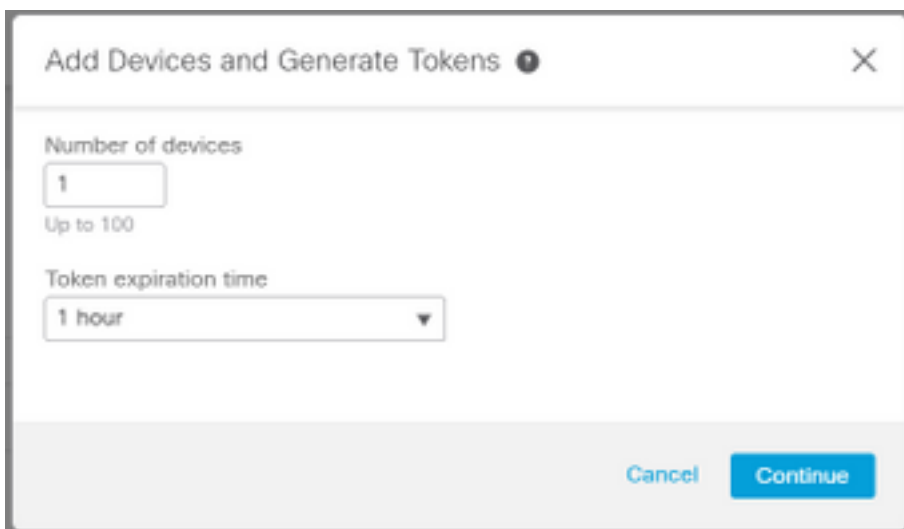 Add Devices and Generate Tokens ?
Number of devices
1
Up to 100
Token expiration time
1 hour
Cancel Continue